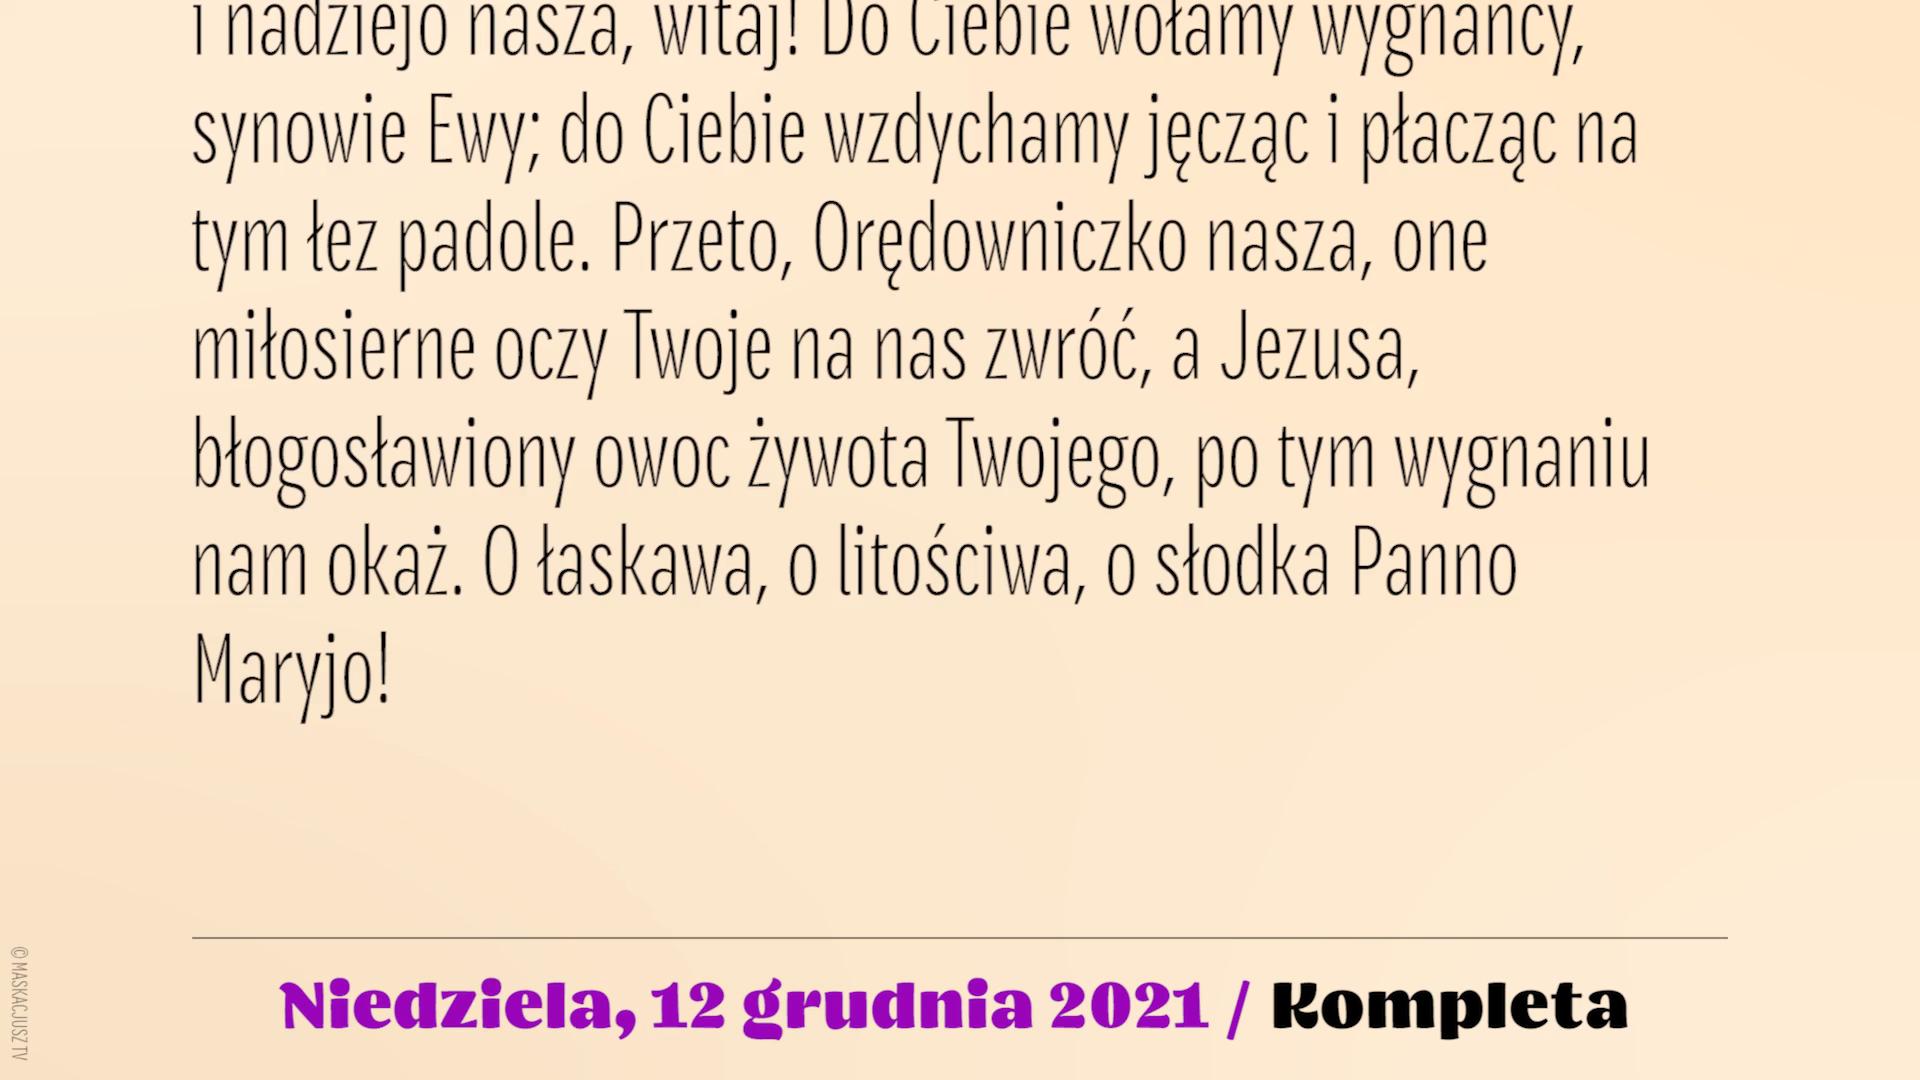 i nadziejo nasza, witaj! Do Ciebie wołamy wygnańcy,
synowie Ewy; do Ciebie wzdychamy jęcząc i płacząc na
tym łez padole. Przeto, Orędowniczko nasza, one
miłosierne oczy Twoje na nas zwróć, a Jezusa,
błogosławiony owoc żywota Twojego, po tym wygnaniu
nam okaż. O łaskawa, o litościwa, o słodka Panno
Maryjo!
Niedziela, 12 grudnia 2021 / Kompleta
© MASKACJUSZ TV